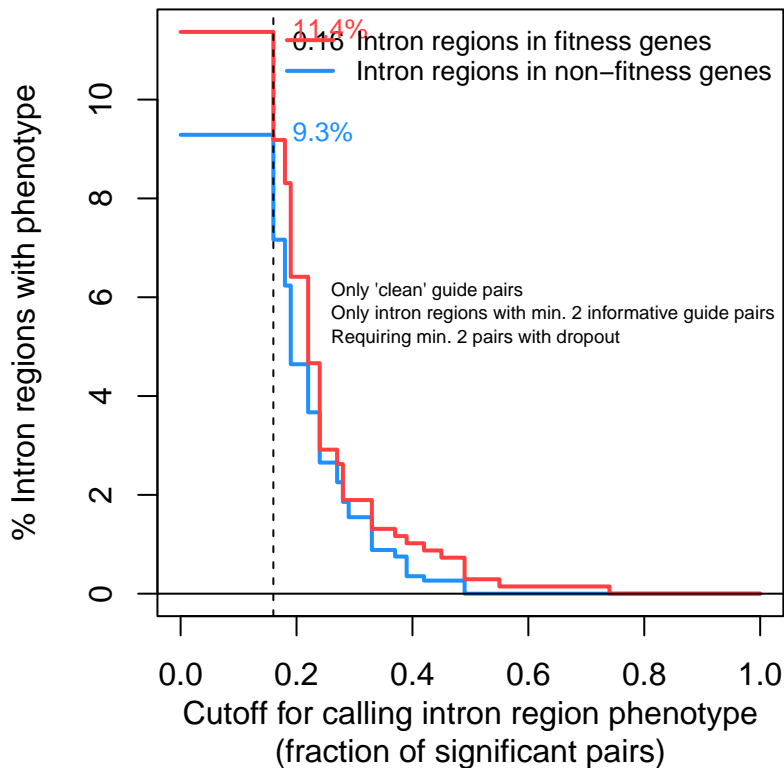 11.4%
0.16
Intron regions in fitness genes
Intron regions in non−fitness genes
9.3%
Only 'clean' guide pairs
Only intron regions with min. 2 informative guide pairs
Requiring min. 2 pairs with dropout
% Intron regions with phenotype
10
8
6
4
2
0
0.0 0.2 0.4 0.6 0.8 1.0
Cutoff for calling intron region phenotype
(fraction of significant pairs)